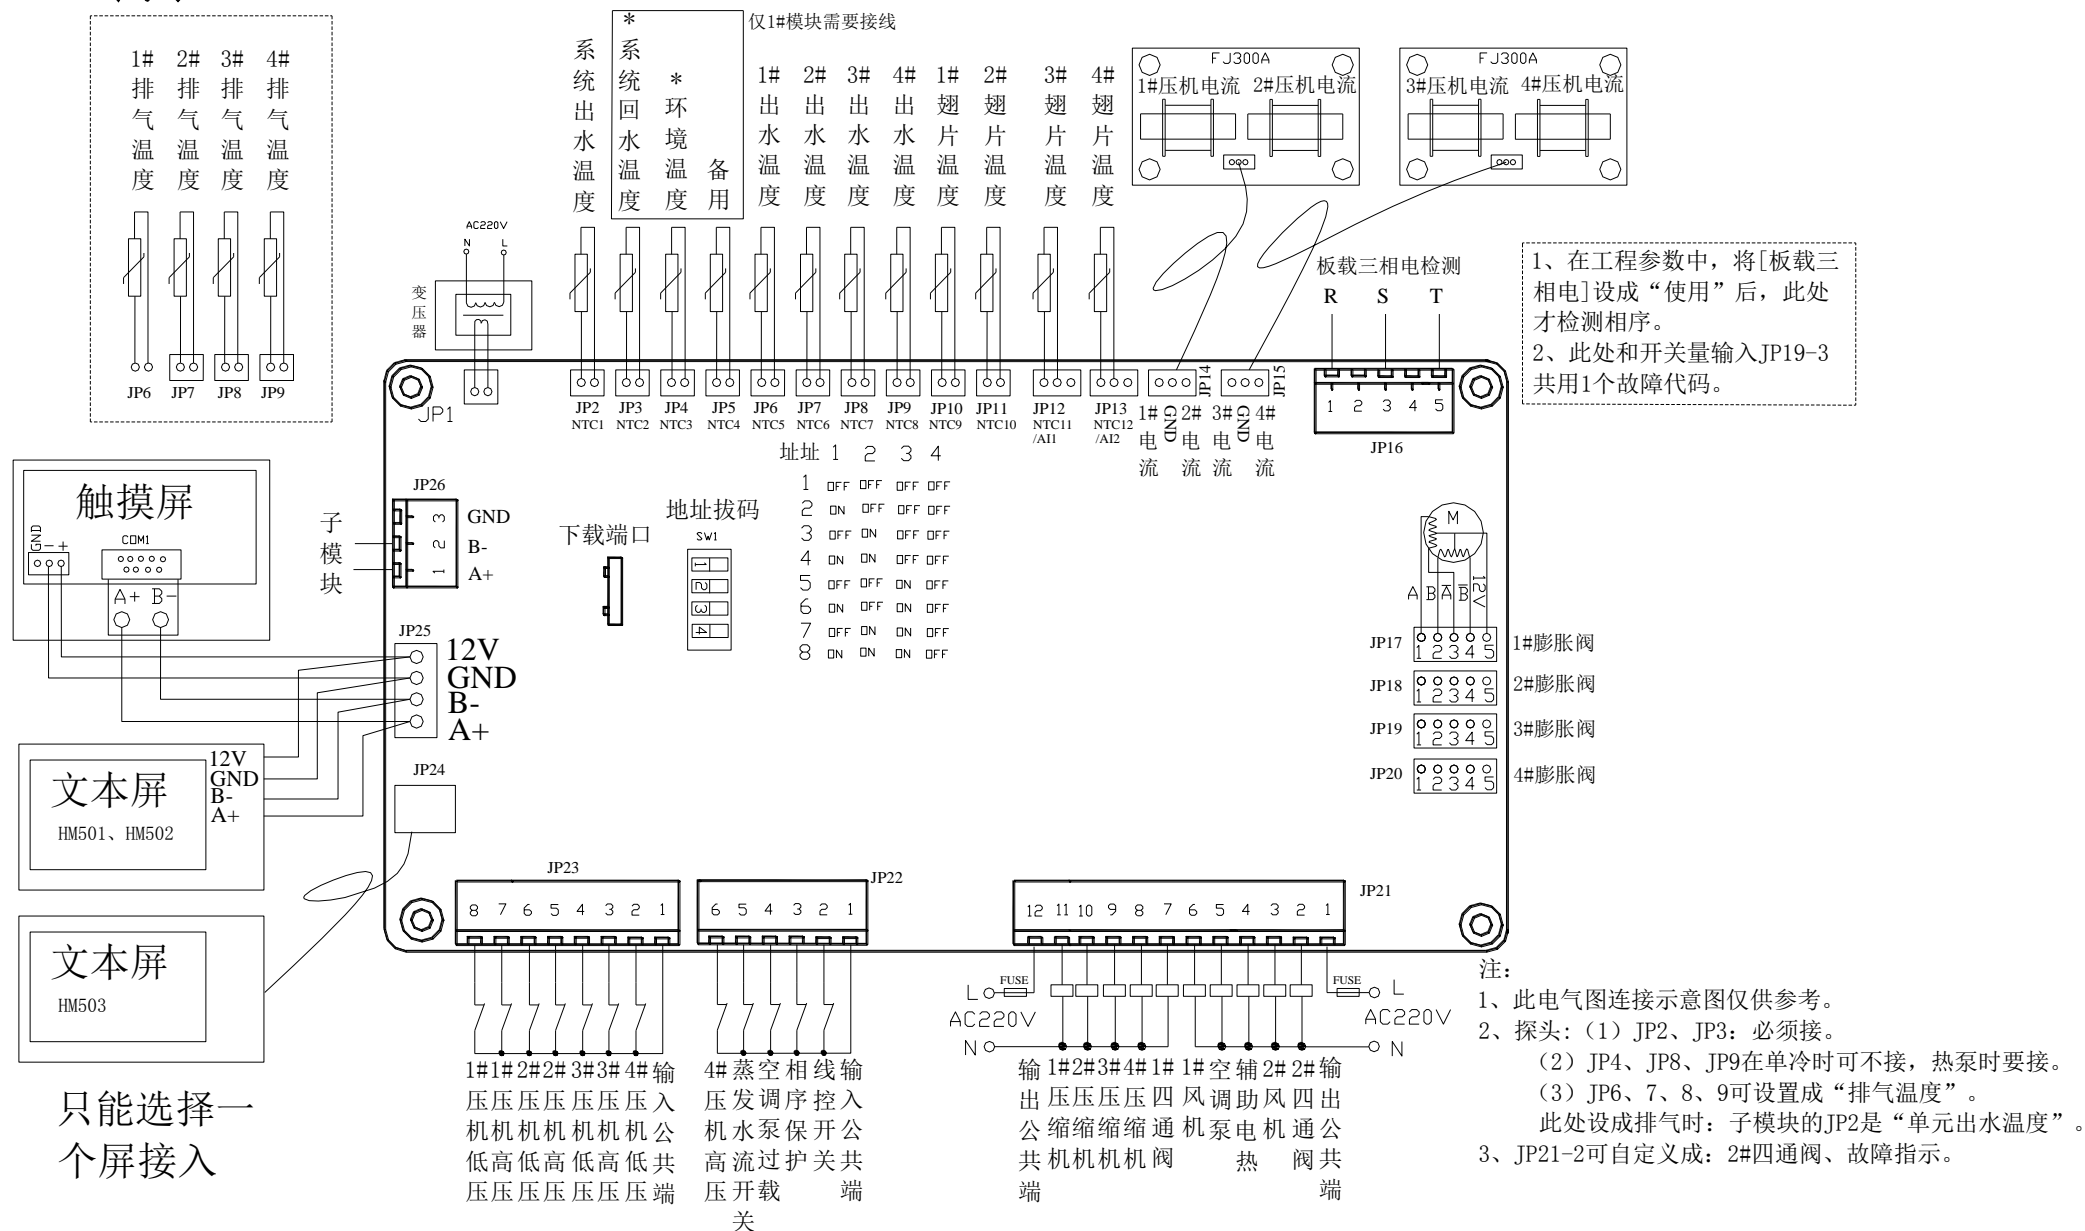 1#排气温度
2#排气温度
3#排气温度
4#排气温度
JP6 JP7 JP8 JP9
AC220V
N L
变压器
JP1
仅1#模块需要接线
系统出水温度
*系统回水温度
*环境温度
备用
1#出水温度
2#出水温度
3#出水温度
4#出水温度
1#翅片温度
2#翅片温度
3#翅片温度
4#翅片温度
FJ300A
1#压机电流 2#压机电流
FJ300A
3#压机电流 4#压机电流
板载三相电检测
R S T
1、在工程参数中，将[板载三
相电]设成“使用”后，此处
才检测相序。
2、此处和开关量输入JP19-3
共用1个故障代码。
JP2 JP3 JP4 JP5 JP6 JP7 JP8 JP9 JP10 JP11 JP12 JP13
NTC1 NTC2 NTC3 NTC4 NTC5 NTC6 NTC7 NTC8 NTC9 NTC10 NTC11 NTC12
/AI1 /AI2
JP14
JP15
1#电流
GND
2#电流
3#电流
GND
4#电流
1 2 3 4 5
JP16
址址 1 2 3 4
1 OFF OFF OFF OFF
2 ON OFF OFF OFF
3 OFF ON OFF OFF
4 ON ON OFF OFF
5 OFF OFF ON OFF
6 ON OFF ON OFF
7 OFF ON ON OFF
8 ON ON ON OFF
触摸屏
GND
- +
COM1
A+ B-
子模块
JP26
3 GND
2 B-
1 A+
下载端口
地址拔码
SW1
1
2
3
4
JP25
12V
GND
B-
A+
文本屏
HM501、HM502
12V
GND
B-
A+
JP24
文本屏
HM503
只能选择一
个屏接入
M
A B A B 12V
JP17 1 2 3 4 5 1#膨胀阀
JP18 1 2 3 4 5 2#膨胀阀
JP19 1 2 3 4 5 3#膨胀阀
JP20 1 2 3 4 5 4#膨胀阀
JP23
8 7 6 5 4 3 2 1
JP22
6 5 4 3 2 1
JP21
12 11 10 9 8 7 6 5 4 3 2 1
1#压机低压
1#压机高压
2#压机低压
2#压机高压
3#压机低压
3#压机高压
4#压机低压
输入公共端
4#压机高压
蒸发水流开关
空调泵过载
相序保护
线控开关
输入公共端
L FUSE
AC220V
N
FUSE L
AC220V
N
输出公共端
1#压缩机
2#压缩机
3#压缩机
4#压缩机
1#四通阀
1#风机
空调泵
辅助电热
2#风机
2#四通阀
输出公共端
注：
1、此电气图连接示意图仅供参考。
2、探头:（1）JP2、JP3：必须接。
（2）JP4、JP8、JP9在单冷时可不接，热泵时要接。
（3）JP6、7、8、9可设置成“排气温度”。
此处设成排气时：子模块的JP2是“单元出水温度”。
3、JP21-2可自定义成：2#四通阀、故障指示。